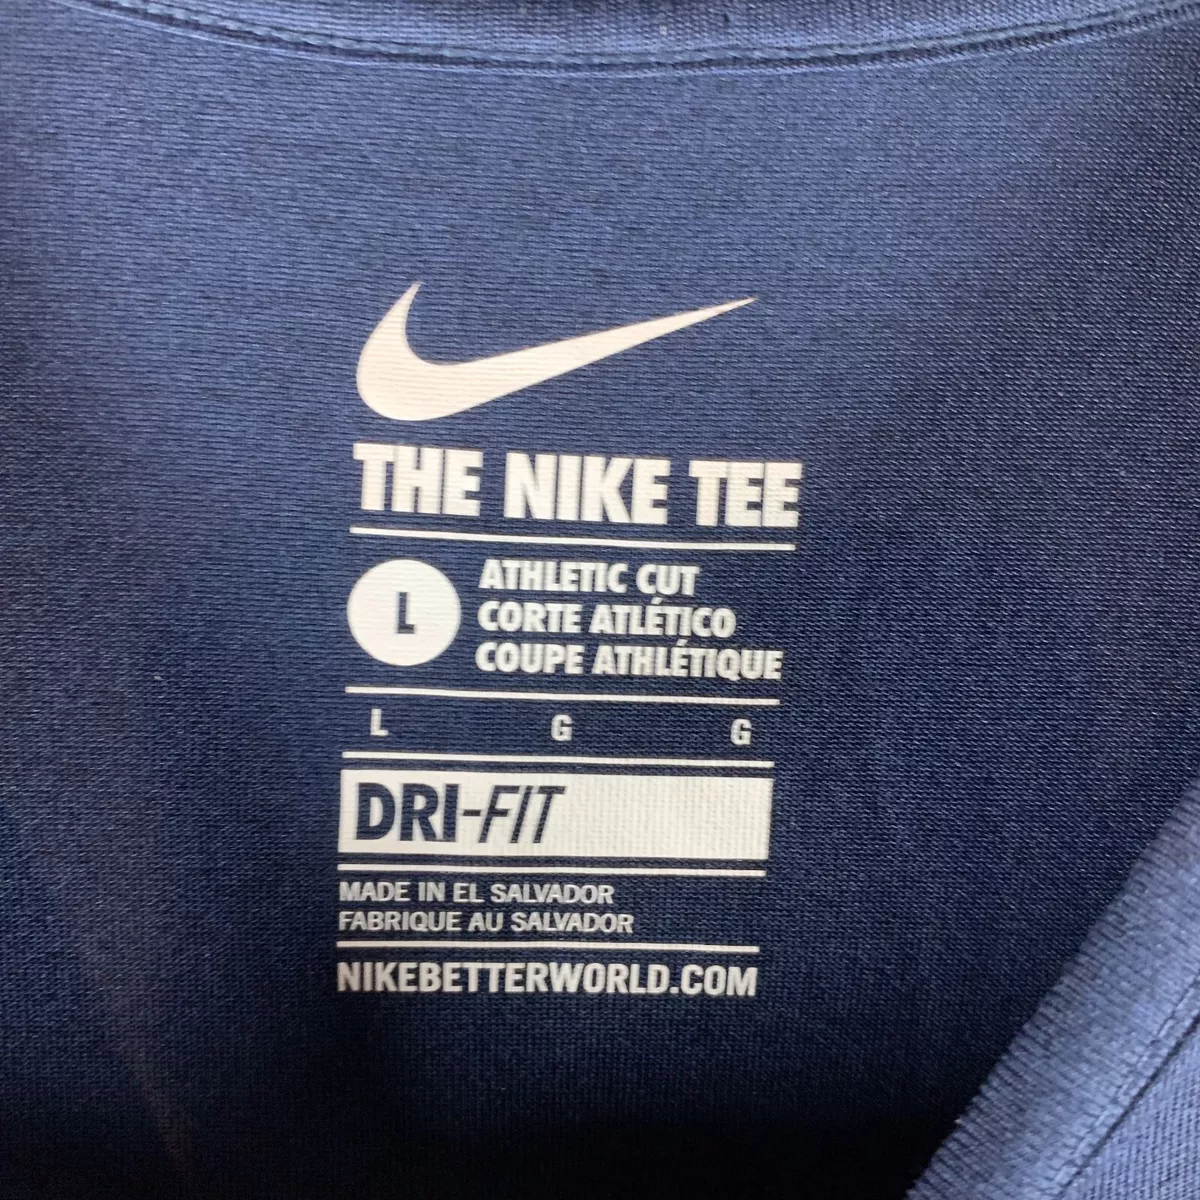 THE NIKE TEE
L
ATHLETIC CUT
CORTE ATLÉTICO
COUPE ATHLÉTIQUE
L G G
DRI-FIT
MADE IN EL SALVADOR
FABRIQUE AU SALVADOR
NIKEBETTERWORLD.COM